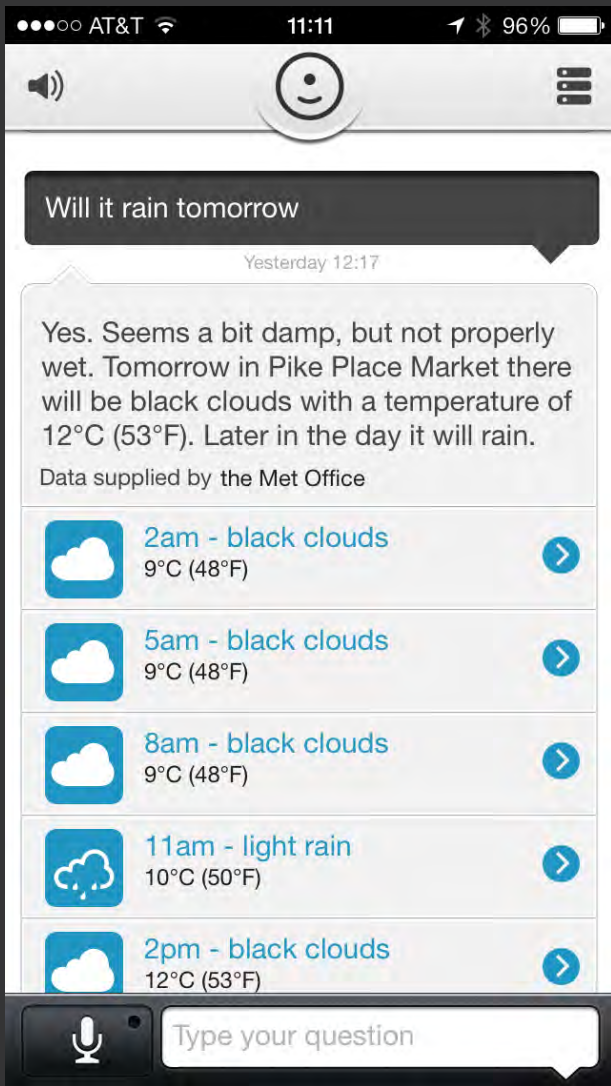 AT&T 11:11 96%
Will it rain tomorrow
Yesterday 12:17
Yes. Seems a bit damp, but not properly
wet. Tomorrow in Pike Place Market there
will be black clouds with a temperature of
12°C (53°F). Later in the day it will rain.
Data supplied by the Met Office
2am - black clouds
9°C (48°F)
5am - black clouds
9°C (48°F)
8am - black clouds
9°C (48°F)
11am - light rain
10°C (50°F)
2pm - black clouds
12°C (53°F)
Type your question